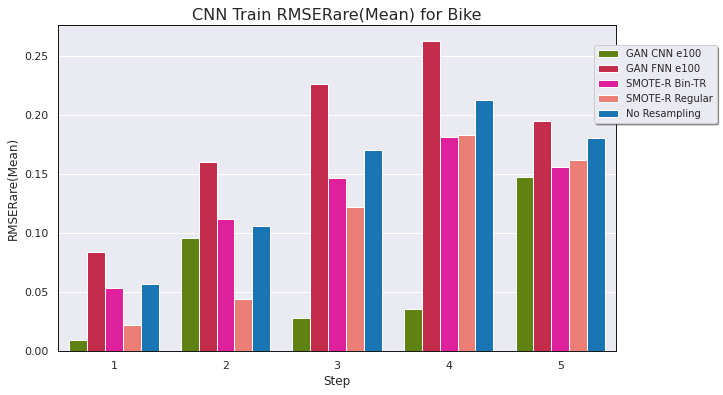 CNN Train RMSERare(Mean) for Bike
RMSERare(Mean)
0.25
0.20
0.15
0.10
0.05
0.00
1 2 3 4 5
Step
GAN CNN e100
GAN FNN e100
SMOTE-R Bin-TR
SMOTE-R Regular
No Resampling